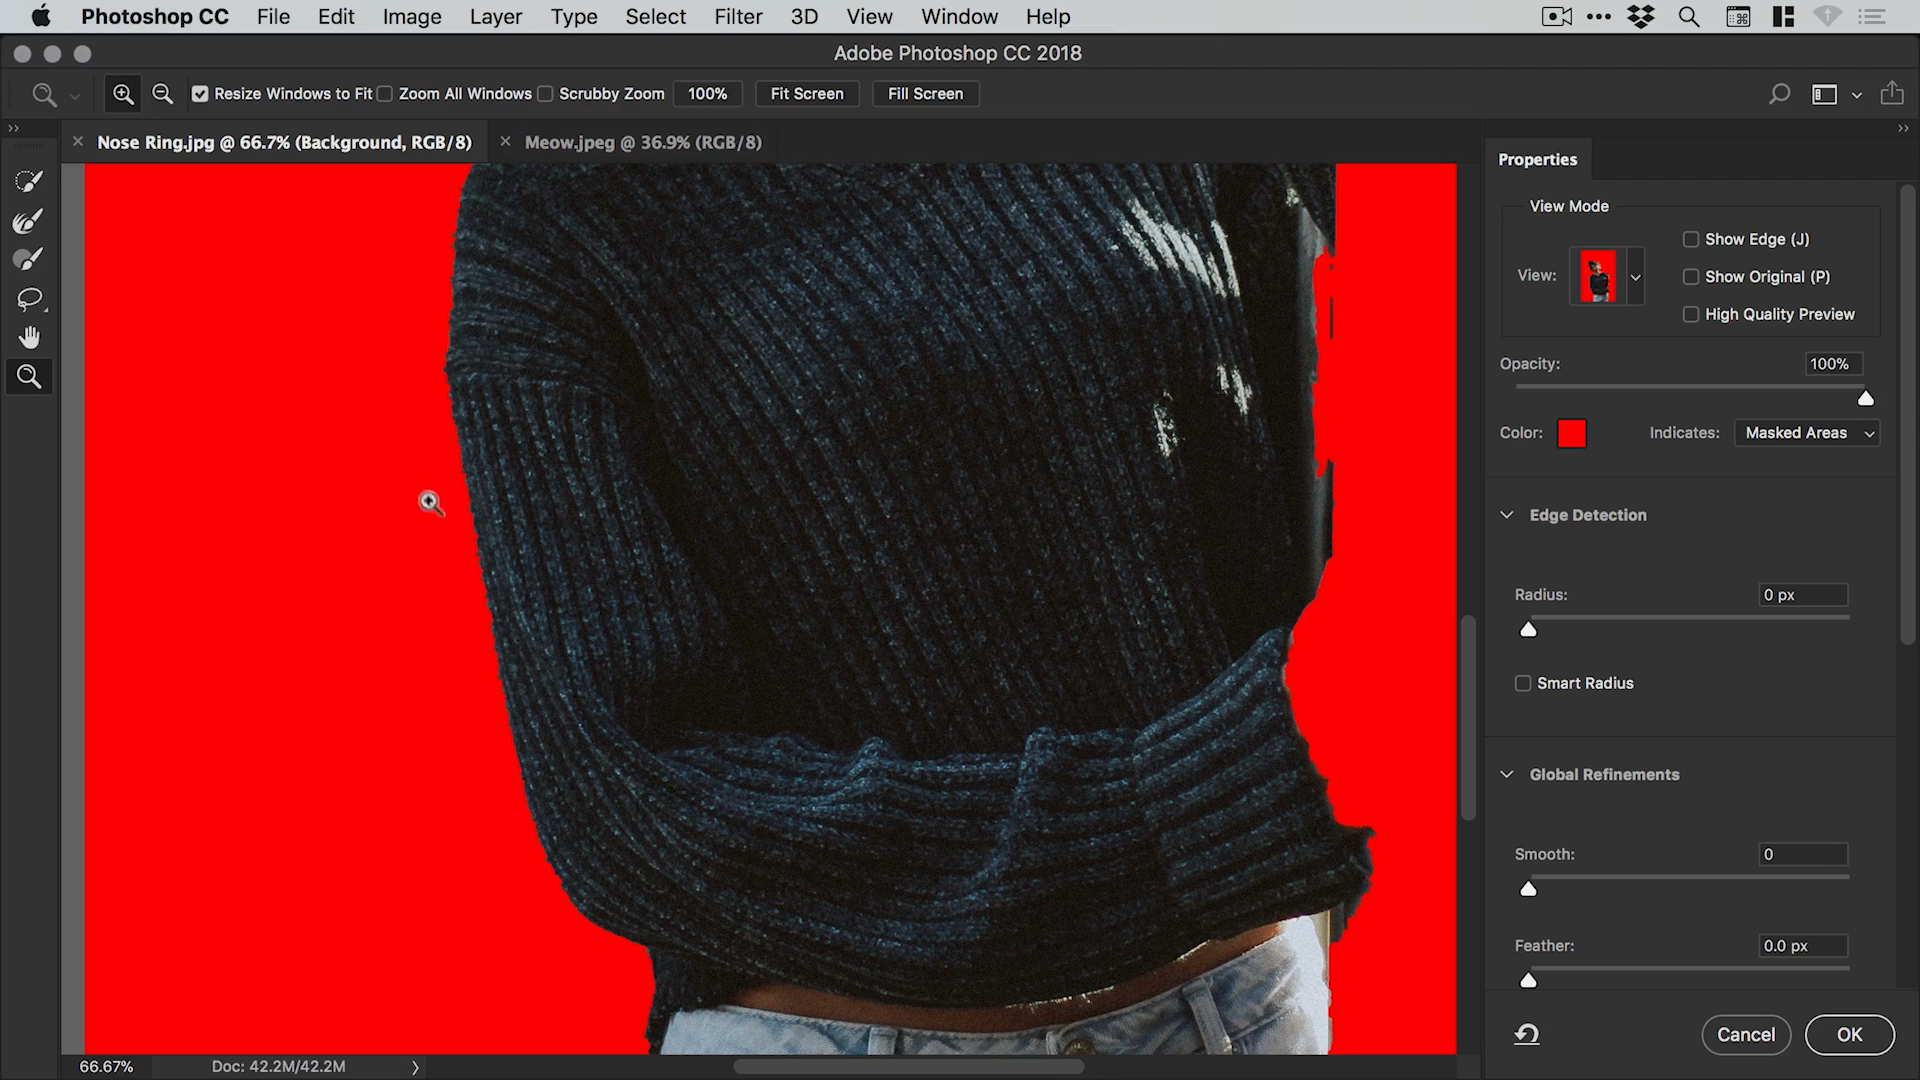 Photoshop CC File Edit Image Layer Type Select Filter 3D View Window Help
Adobe Photoshop CC 2018
Resize Windows to Fit Zoom All Windows Scrubby Zoom 100% Fit Screen Fill Screen
Nose Ring.jpg @ 66.7% (Background, RGB/8) Meow.jpeg @ 36.9% (RGB/8)
Properties
View Mode
Show Edge (J)
View:
Show Original (P)
High Quality Preview
Opacity: 100%
Color: Indicates: Masked Areas
Edge Detection
Radius: 0 px
Smart Radius
Global Refinements
Smooth: 0
Feather: 0.0 px
Cancel OK
66.67% Doc: 42.2M/42.2M